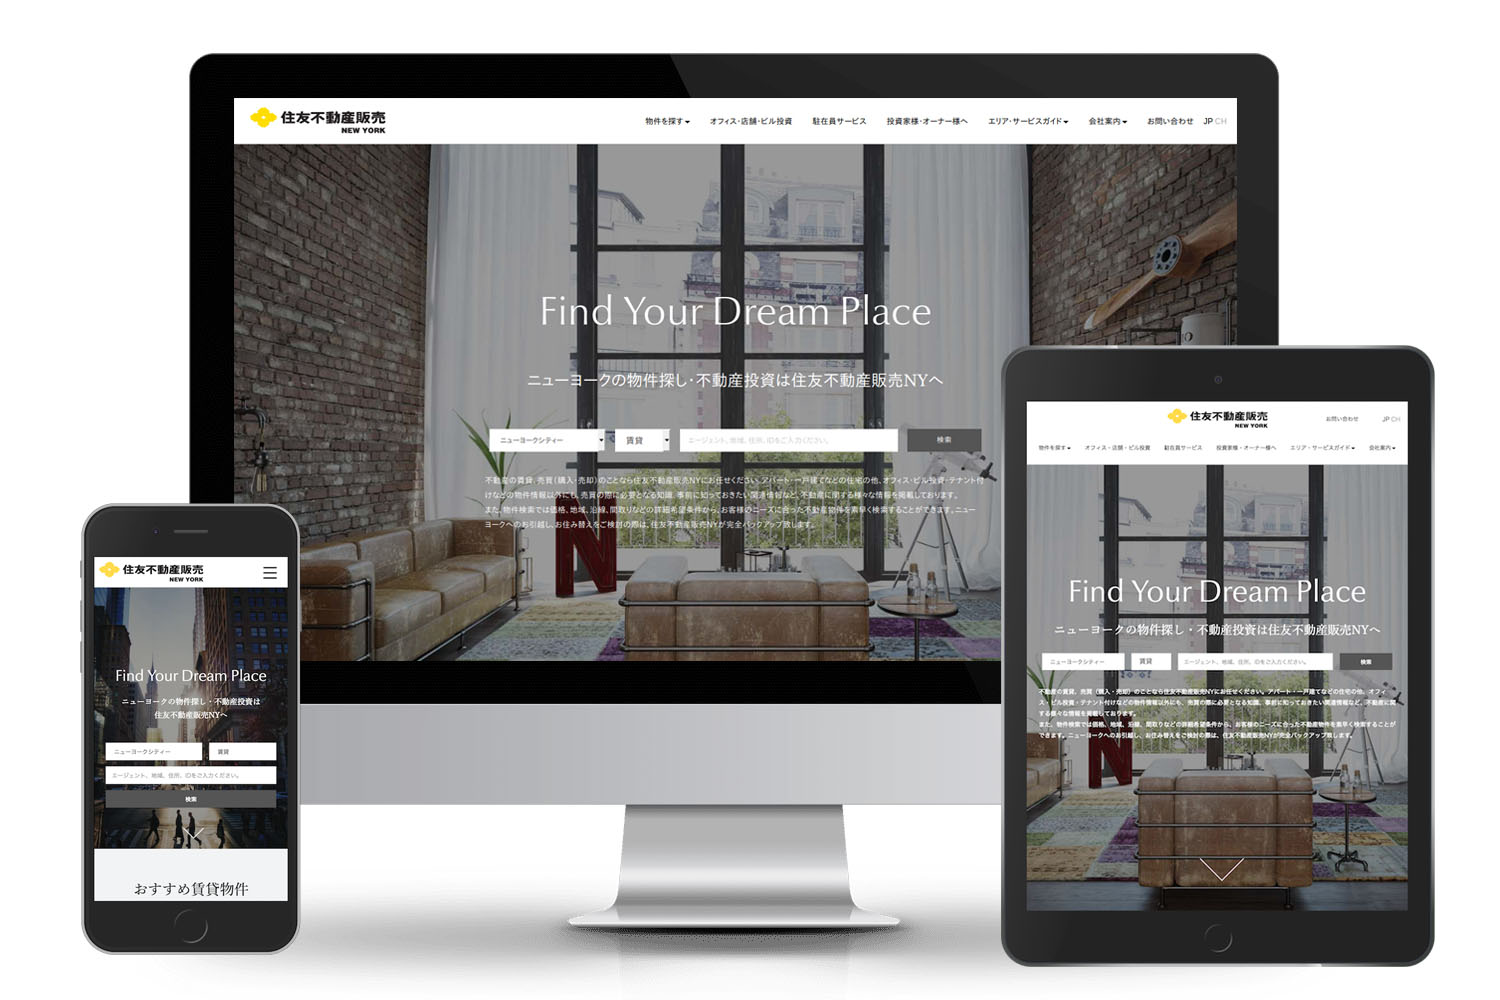 住友不動産販売
NEW YORK
物件を探す オフィス・店舗・ビル投資 駐在員サービス 投資家様・オーナー様へ エリア・サービスガイド 会社案内 お問い合わせ JP CH
Find Your Dream Place
ニューヨークの物件探し・不動産投資は住友不動産販売NYへ
ニューヨークシティー 賃貸 エージェント、地域、住所、IDをご入力ください。 検索
不動産の賃貸、売買（購入・売却）のことなら住友不動産販売NYにお任せください。アパート・一戸建てなどの住宅の他、オフィス・ビル投資・テナント付
けなどの物件情報以外にも、売買の際に必要となる知識、事前に知っておきたい関連情報など、不動産に関する様々な情報を掲載しております。
また、物件検索では価格、地域、沿線、間取りなどの詳細希望条件から、お客様のニーズに合った不動産物件を素早く検索することができます。ニュー
ヨークへのお引越し、お住み替えをご検討の際は、住友不動産販売NYが完全バックアップ致します。
N
住友不動産販売
NEW YORK
Find Your Dream Place
ニューヨークの物件探し・不動産投資は
住友不動産販売NYへ
ニューヨークシティー 賃貸
エージェント、地域、住所、IDをご入力ください。
検索
おすすめ賃貸物件
住友不動産販売
NEW YORK
お問い合わせ JP CH
物件を探す オフィス・店舗・ビル投資 駐在員サービス 投資家様・オーナー様へ エリア・サービスガイド 会社案内
Find Your Dream Place
ニューヨークの物件探し・不動産投資は住友不動産販売NYへ
ニューヨークシティー 賃貸 エージェント、地域、住所、IDをご入力ください。 検索
不動産の賃貸、売買（購入・売却）のことなら住友不動産販売NYにお任せください。アパート・一戸建てなどの住宅の他、オフィ
ス・ビル投資・テナント付けなどの物件情報以外にも、売買の際に必要となる知識、事前に知っておきたい関連情報など、不動産に関
する様々な情報を掲載しております。
また、物件検索では価格、地域、沿線、間取りなどの詳細希望条件から、お客様のニーズに合った不動産物件を素早く検索することが
できます。ニューヨークへのお引越し、お住み替えをご検討の際は、住友不動産販売NYが完全バックアップ致します。
N